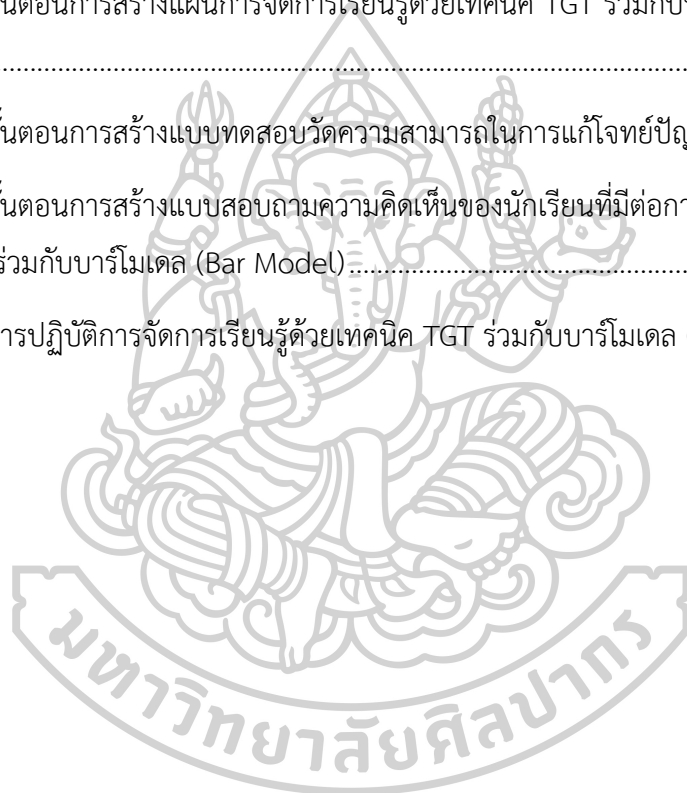 นตอนการสร้างแผนการจัดการเรียนรู้ด้วยเทคนิค TGT ร่วมกับ
................................................................................................
ขั้นตอนการสร้างแบบทดสอบวัดความสามารถในการแก้โจทย์ปัญ
ขั้นตอนการสร้างแบบสอบถามความคิดเห็นของนักเรียนที่มีต่อกา
ร่วมกับบาร์โมเดล (Bar Model)..............................................
การปฏิบัติการจัดการเรียนรู้ด้วยเทคนิค TGT ร่วมกับบาร์โมเดล
มหาวิทยาลัยศิลปากร